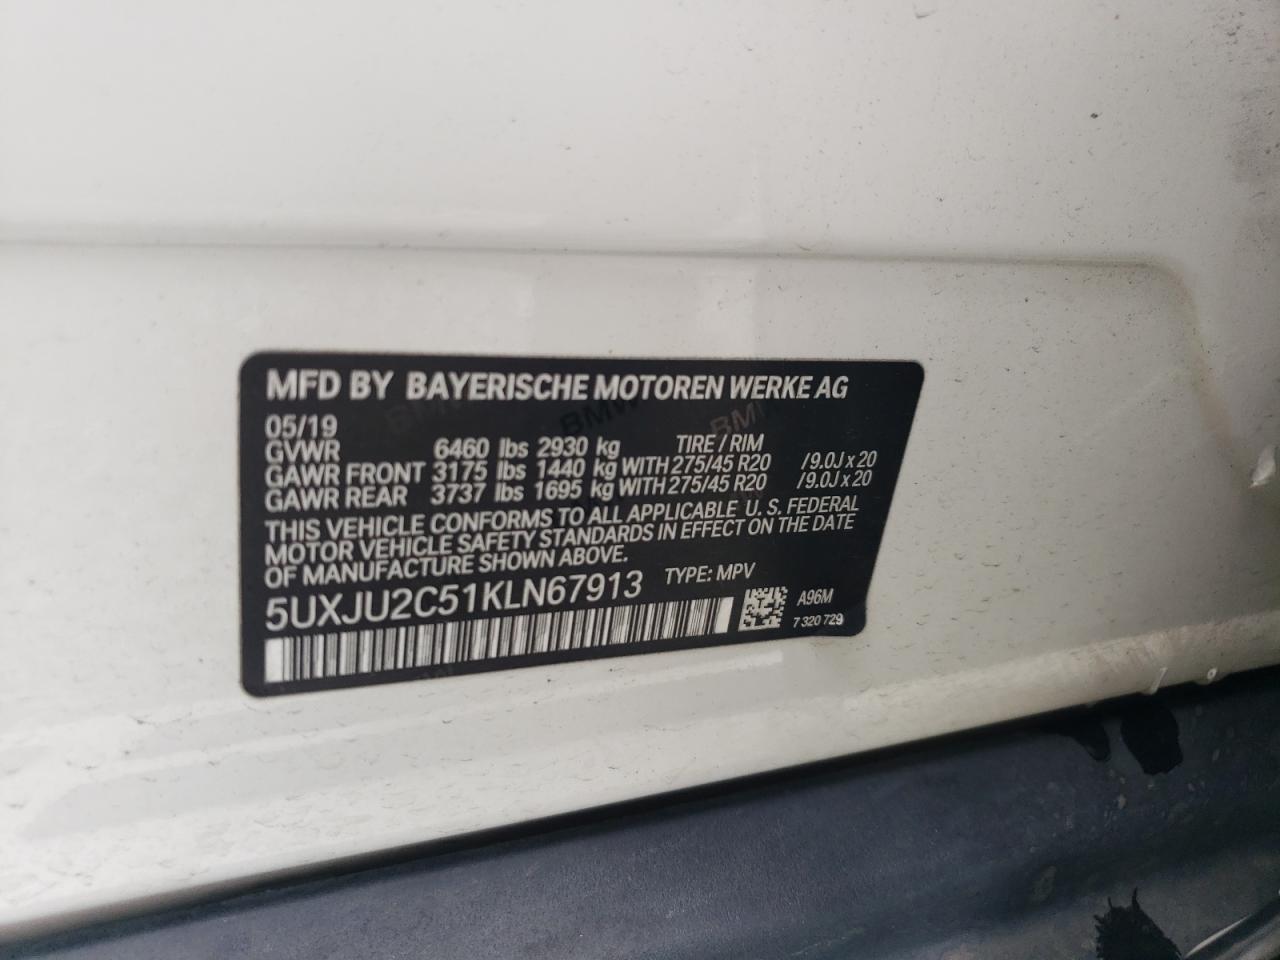 MFD BY BAYERISCHE MOTOREN WERKE AG
05/19
GVWR 6460 lbs 2930 kg TIRE / RIM
GAWR FRONT 3175 lbs 1440 kg WITH 275/45 R20 /9.0J x 20
GAWR REAR 3737 lbs 1695 kg WITH 275/45 R20 /9.0J x 20
THIS VEHICLE CONFORMS TO ALL APPLICABLE U. S. FEDERAL
MOTOR VEHICLE SAFETY STANDARDS IN EFFECT ON THE DATE
OF MANUFACTURE SHOWN ABOVE.
5UXJU2C51KLN67913 TYPE: MPV
A96M
7 320 729